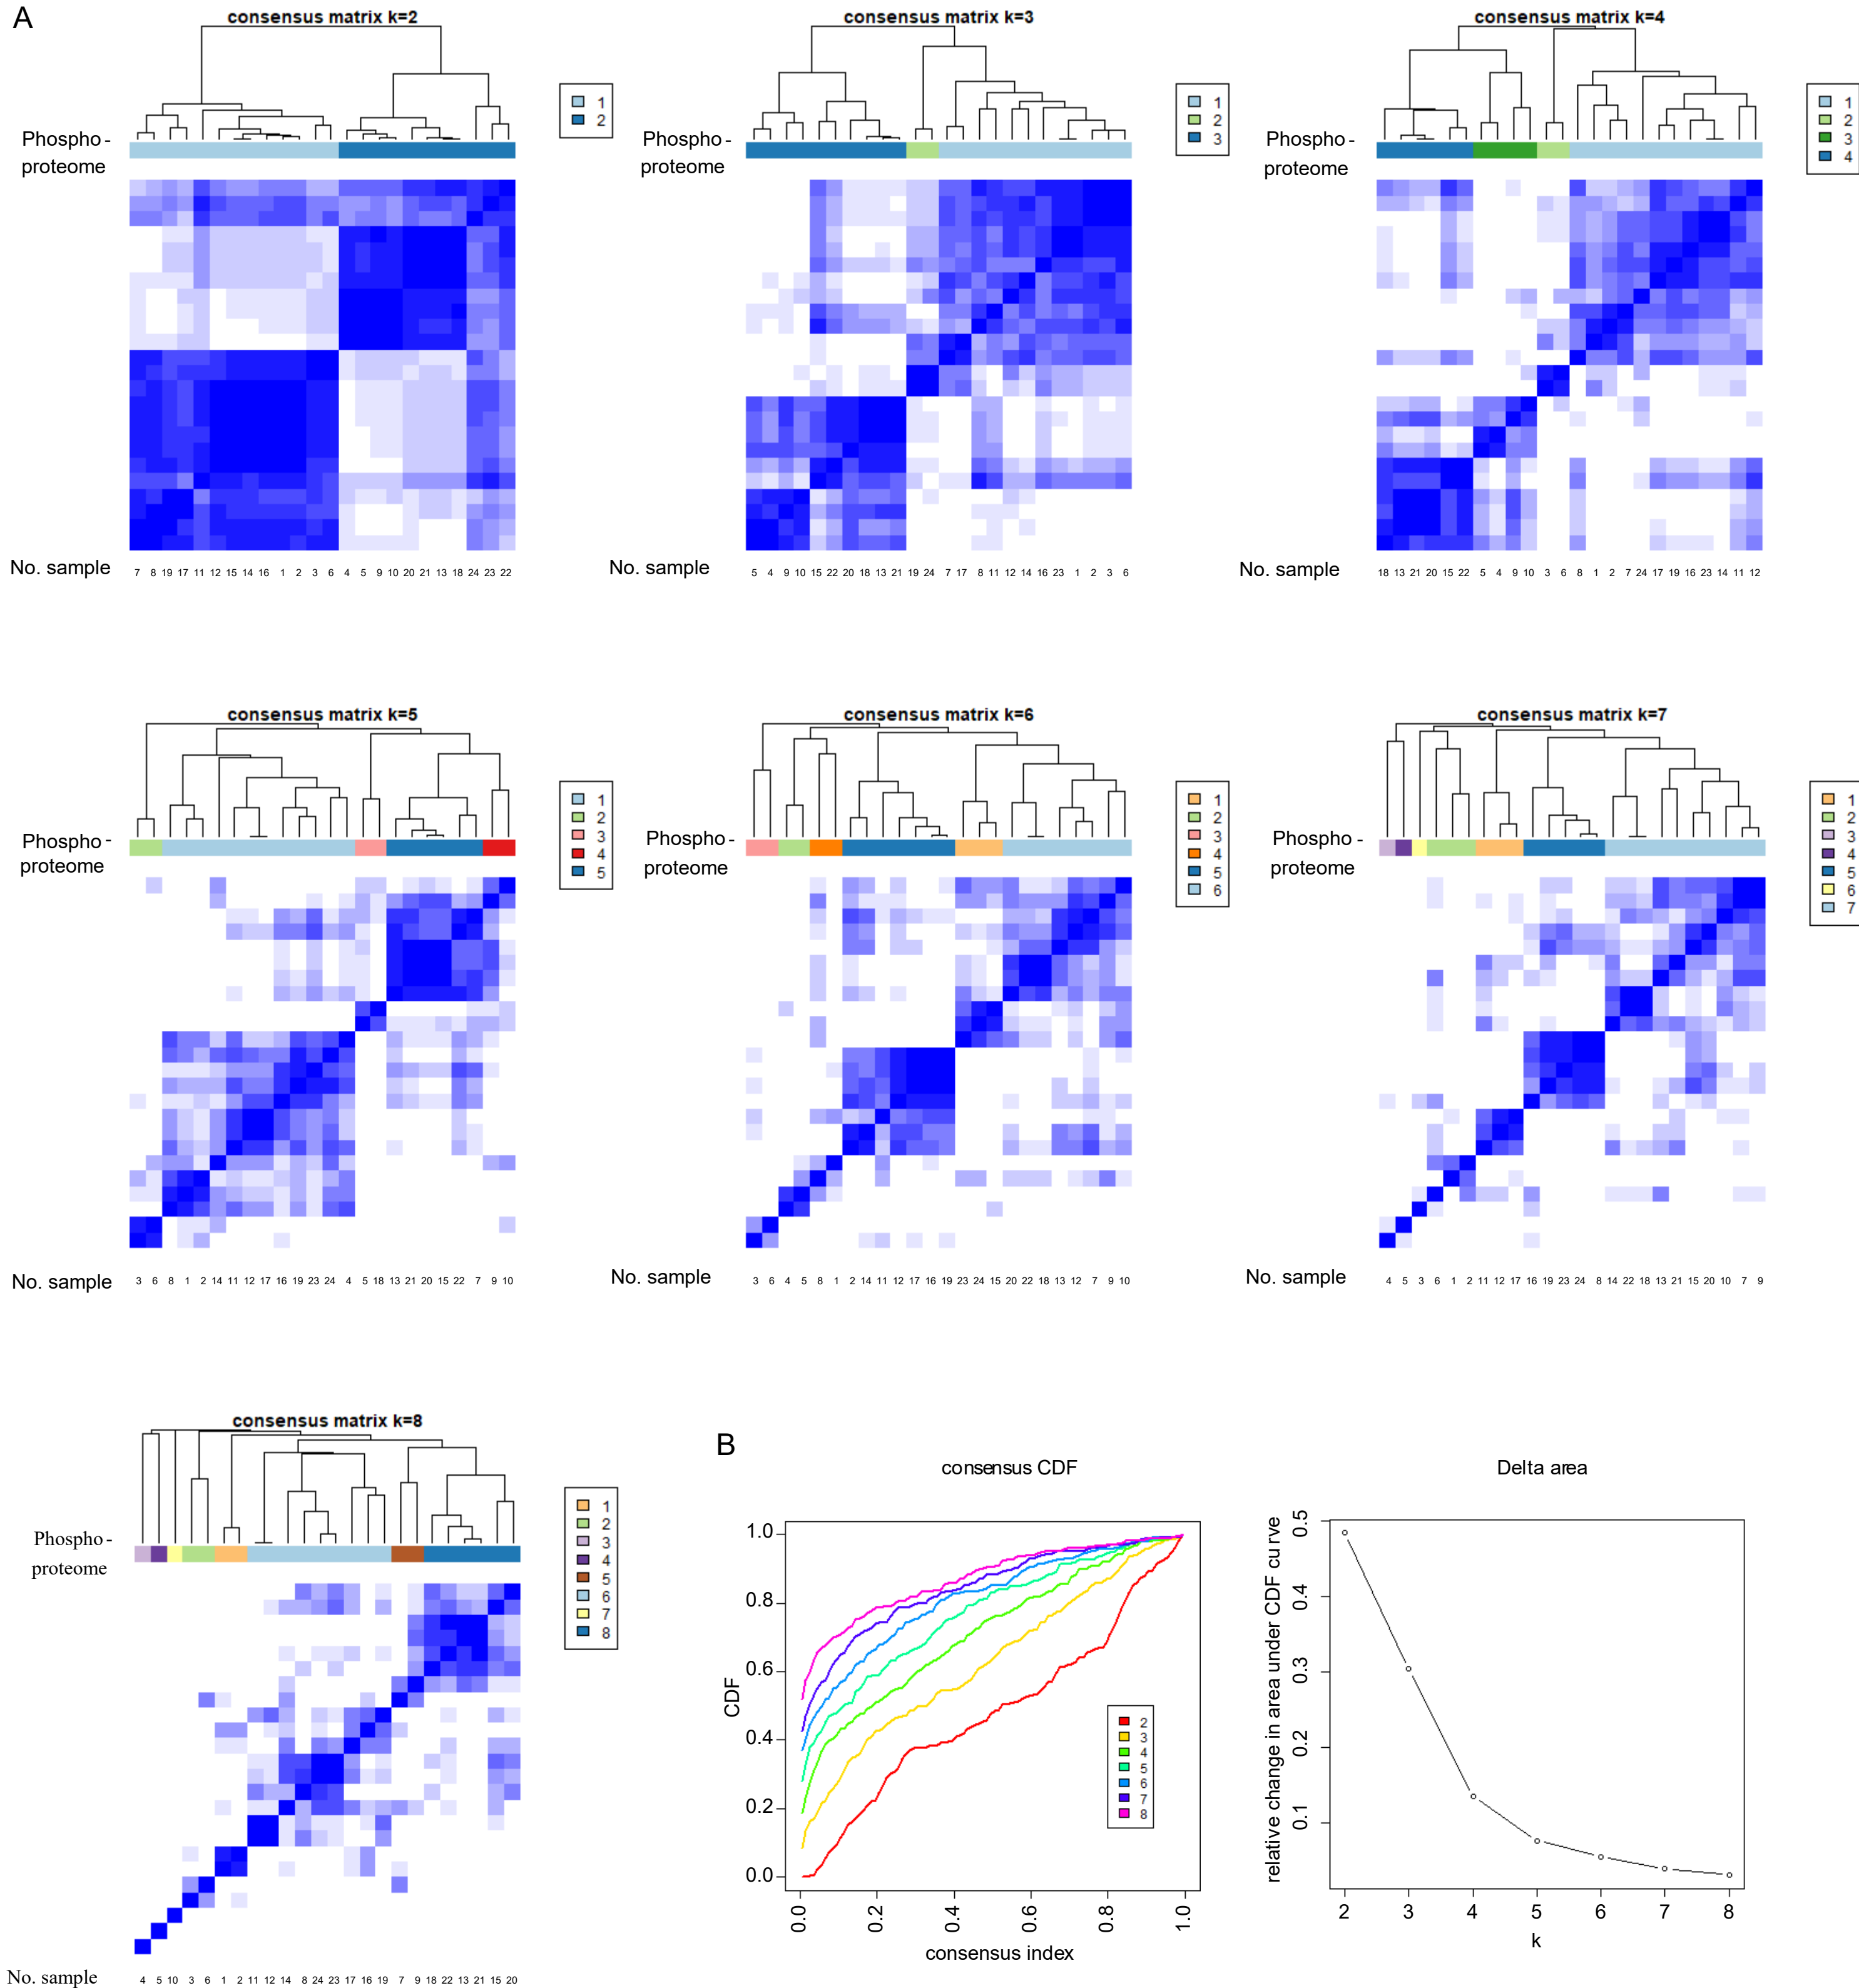 A
consensus matrix k=2
1
2
Phospho -
proteome
No. sample
7 8 19 17 11 12 15 14 16 1 2 3 6 4 5 9 10 20 21 13 18 24 23 22
consensus matrix k=3
1
2
3
Phospho -
proteome
No. sample
5 4 9 10 15 22 20 18 13 21 19 24 7 17 8 11 12 14 16 23 1 2 3 6
consensus matrix k=4
1
2
3
4
Phospho -
proteome
No. sample
18 13 21 20 15 22 5 4 9 10 3 6 8 1 2 7 24 17 19 16 23 14 11 12
consensus matrix k=5
1
2
3
4
5
Phospho -
proteome
No. sample
3 6 8 1 2 14 11 12 17 16 19 23 24 4 5 18 13 21 20 15 22 7 9 10
consensus matrix k=6
1
2
3
4
5
6
Phospho -
proteome
No. sample
3 6 4 5 8 1 2 14 11 12 17 16 19 23 24 15 20 22 18 13 12 7 9 10
consensus matrix k=7
1
2
3
4
5
6
7
Phospho -
proteome
No. sample
4 5 3 6 1 2 11 12 17 16 19 23 24 8 14 22 18 13 21 15 20 10 7 9
consensus matrix k=8
1
2
3
4
5
6
7
8
Phospho -
proteome
No. sample
4 5 10 3 6 1 2 11 12 14 8 24 23 17 16 19 7 9 18 22 13 21 15 20
B
consensus CDF
CDF
1.0
0.8
0.6
0.4
0.2
0.0
2
3
4
5
6
7
8
0.0 0.2 0.4 0.6 0.8 1.0
consensus index
Delta area
relative change in area under CDF curve
0.5
0.4
0.3
0.2
0.1
2 3 4 5 6 7 8
k